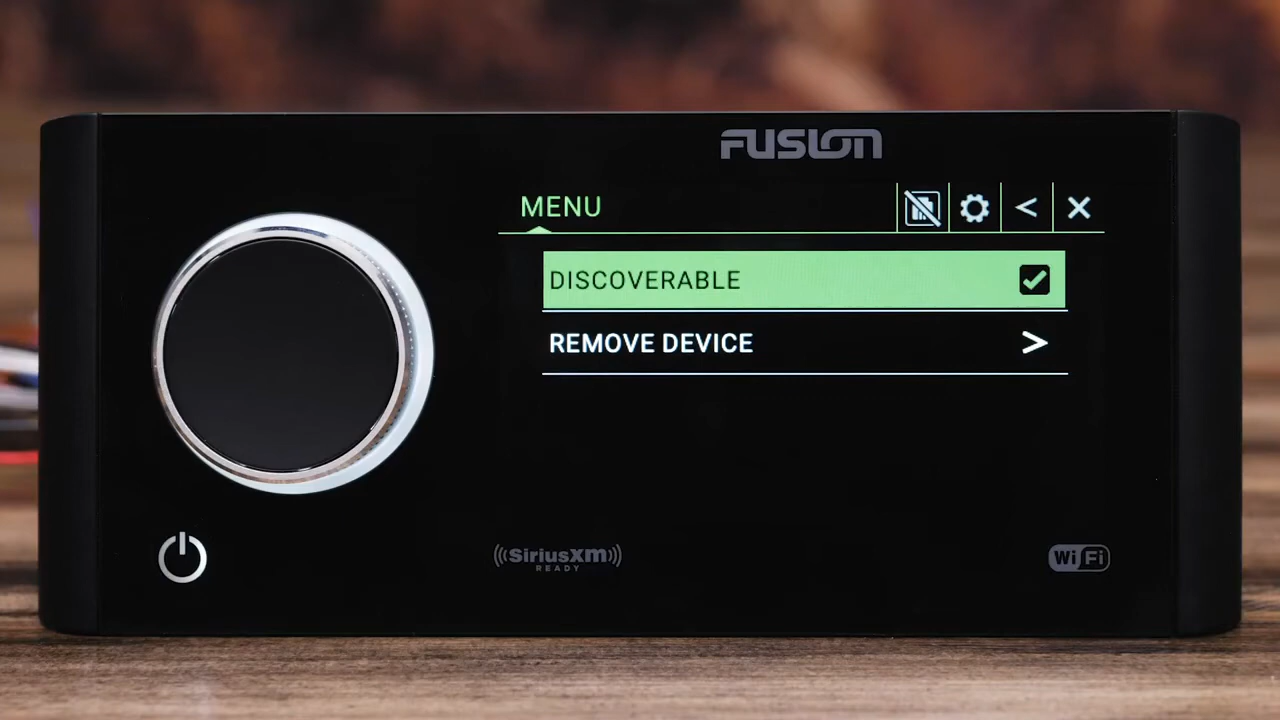 FUSION
MENU
DISCOVERABLE
REMOVE DEVICE
SiriusXM
READY
WiFi